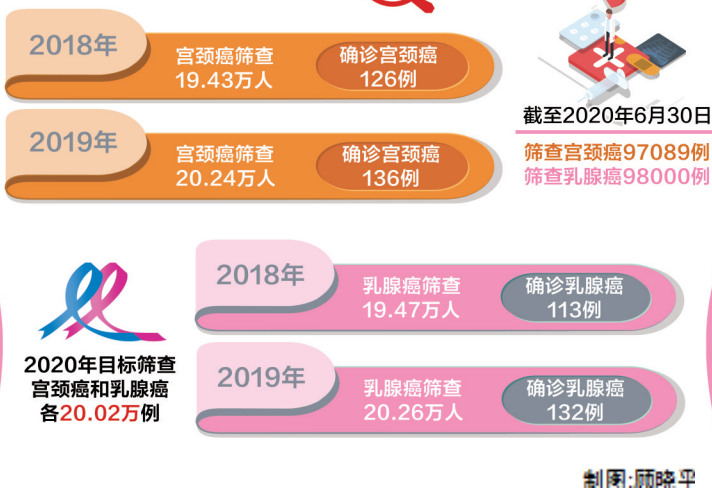 2018年
宫颈癌筛查
19.43万人
确诊宫颈癌
126例
2019年
宫颈癌筛查
20.24万人
确诊宫颈癌
136例
截至2020年6月30日
筛查宫颈癌97089例
筛查乳腺癌98000例
2018年
乳腺癌筛查
19.47万人
确诊乳腺癌
113例
2020年目标筛查
宫颈癌和乳腺癌
各20.02万例
2019年
乳腺癌筛查
20.26万人
确诊乳腺癌
132例
制图:顾晓平